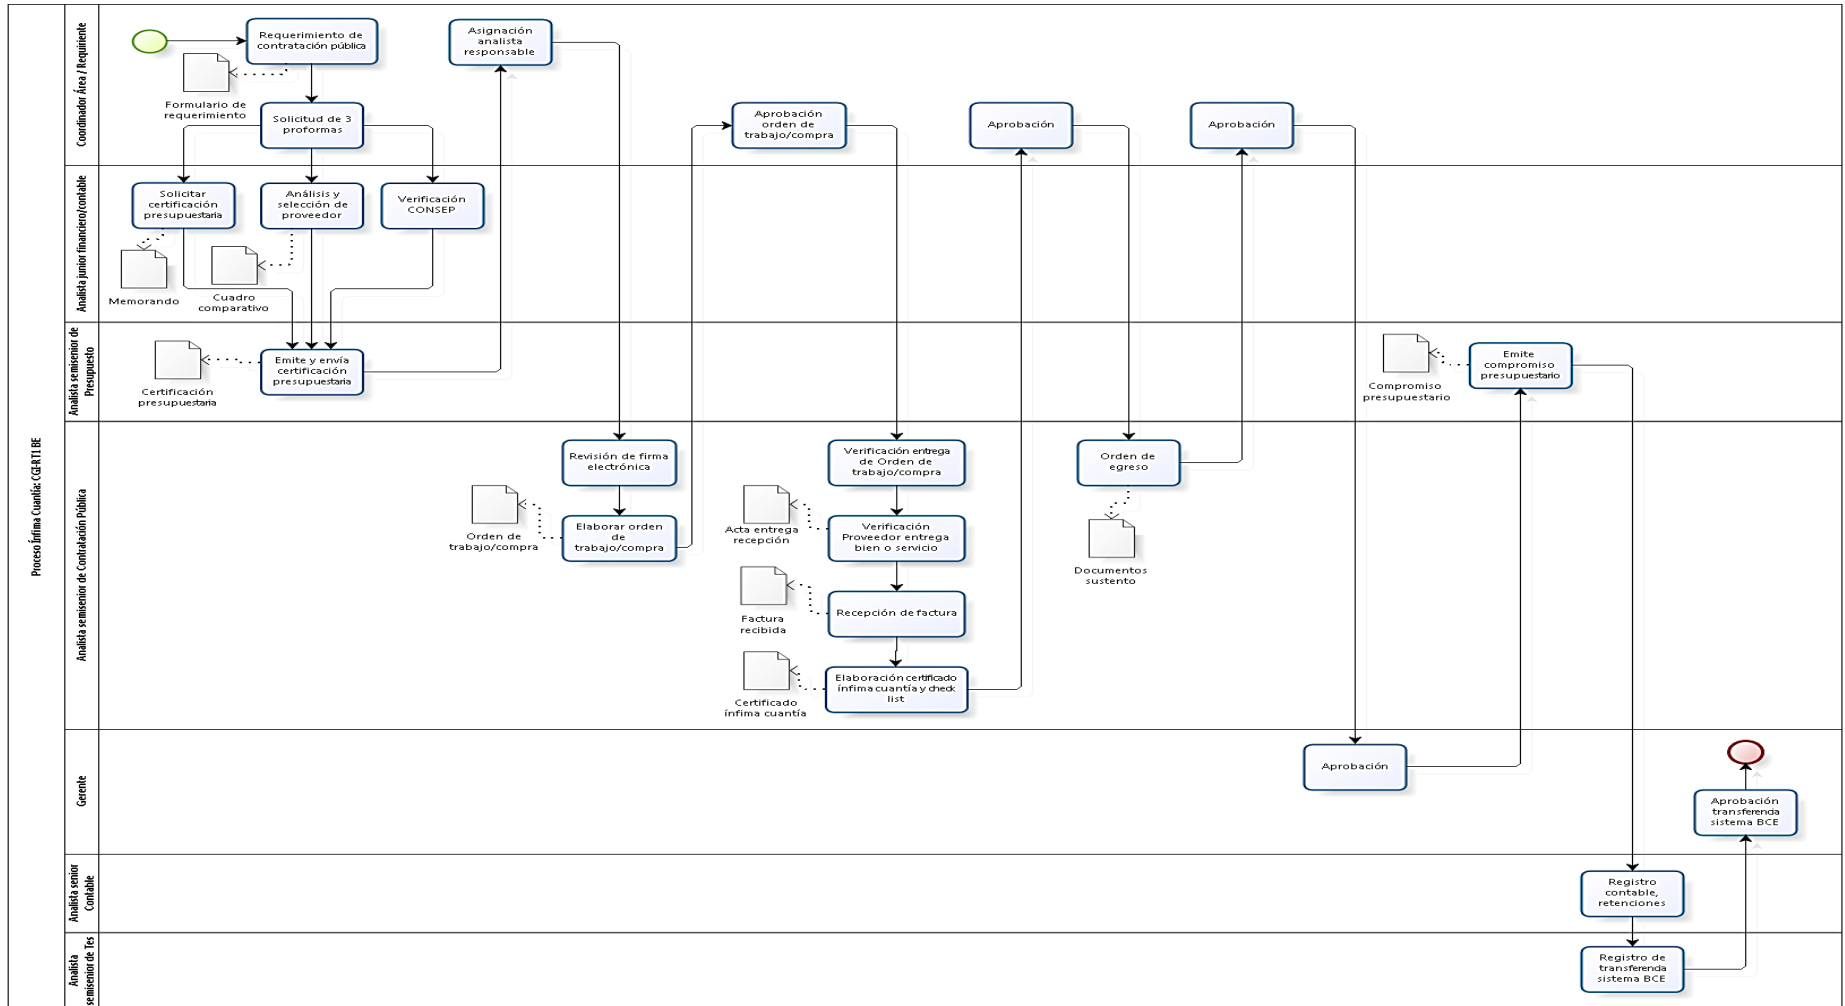 Proceso Ínfima Cuantía: CGI-RT1 BE
Coordinador Área / Requiriente
Requerimiento de
contratación pública
Formulario de
requerimiento
Solicitud de 3
proformas
Asignación
analista
responsable
Aprobación
orden de
trabajo/compra
Aprobación
Aprobación
Analista junior financiero/contable
Solicitar
certificación
presupuestaria
Análisis y
selección de
proveedor
Verificación
CONSEP
Memorando
Cuadro
comparativo
Analista semisenior de
Presupuesto
Emite y envía
certificación
presupuestaria
Certificación
presupuestaria
Emite
compromiso
presupuestario
Compromiso
presupuestario
Analista semisenior de Contratación Pública
Revisión de firma
electrónica
Elaborar orden
de
trabajo/compra
Orden de
trabajo/compra
Verificación entrega
de Orden de
trabajo/compra
Verificación
Proveedor entrega
bien o servicio
Acta entrega
recepción
Recepción de factura
Factura
recibida
Elaboración certificado
ínfima cuantía y check
list
Certificado
ínfima cuantía
Orden de
egreso
Documentos
sustento
Gerente
Aprobación
Aprobación
transferencia
sistema BCE
Analista senior
Contable
Registro
contable,
retenciones
Analista
semisenior de Tes
Registro de
transferencia
sistema BCE